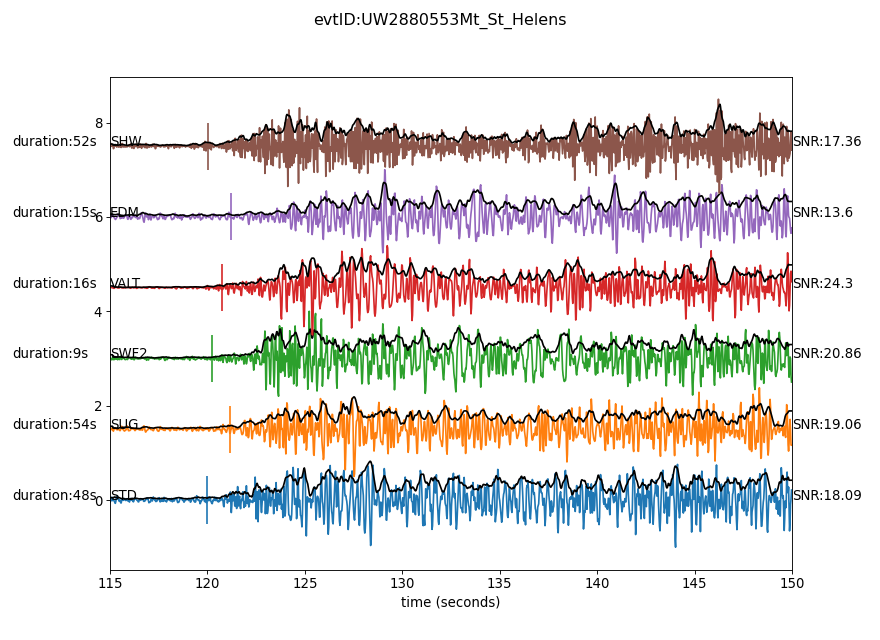 evtID:UW2880553Mt_St_Helens
8
duration:52s SHW SNR:17.36
duration:15s EDM SNR:13.6
6
duration:16s VALT SNR:24.3
4
duration:9s SWF2 SNR:20.86
2
duration:54s SUG SNR:19.06
duration:48s STD SNR:18.09
0
115 120 125 130 135 140 145 150
time (seconds)